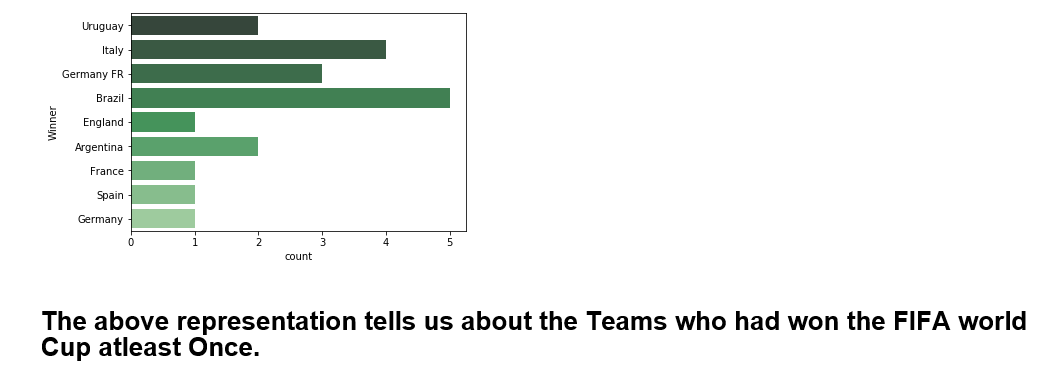 Uruguay
Italy
Germany FR
Brazil
England
Argentina
France
Spain
Germany
Winner
0 1 2 3 4 5
count
The above representation tells us about the Teams who had won the FIFA world
Cup atleast Once.